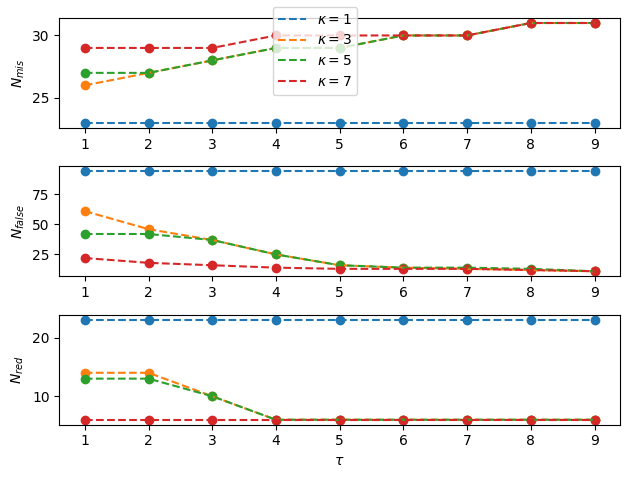 κ = 1
κ = 3
κ = 5
κ = 7
N_mis
30
25
1 2 3 4 5 6 7 8 9
N_false
75
50
25
1 2 3 4 5 6 7 8 9
N_red
20
10
1 2 3 4 5 6 7 8 9
τ